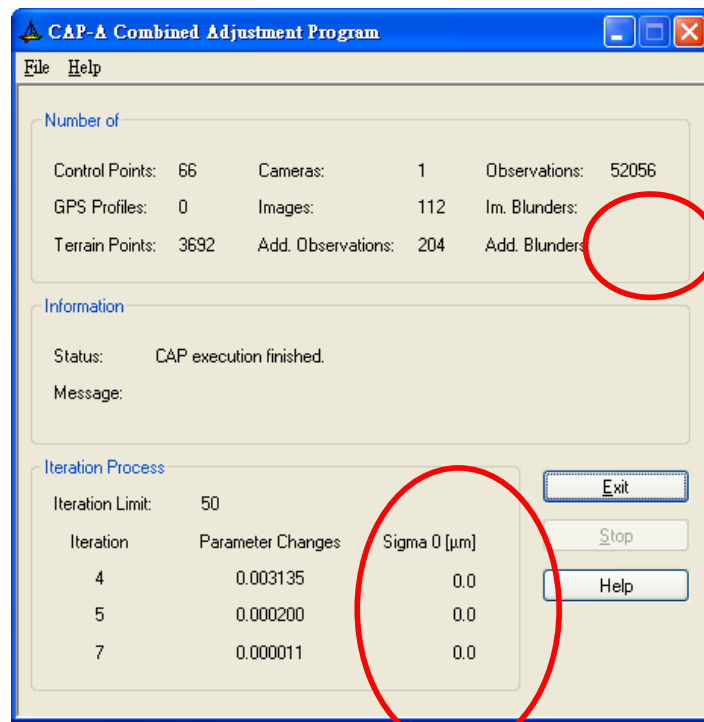 CAP-A Combined Adjustment Program
File Help
Number of
Control Points: 66 Cameras: 1 Observations: 52056
GPS Profiles: 0 Images: 112 Im. Blunders:
Terrain Points: 3692 Add. Observations: 204 Add. Blunders
Information
Status: CAP execution finished.
Message:
Iteration Process
Iteration Limit: 50
Iteration Parameter Changes Sigma 0 [µm]
4 0.003135 0.0
5 0.000200 0.0
7 0.000011 0.0
Exit
Stop
Help